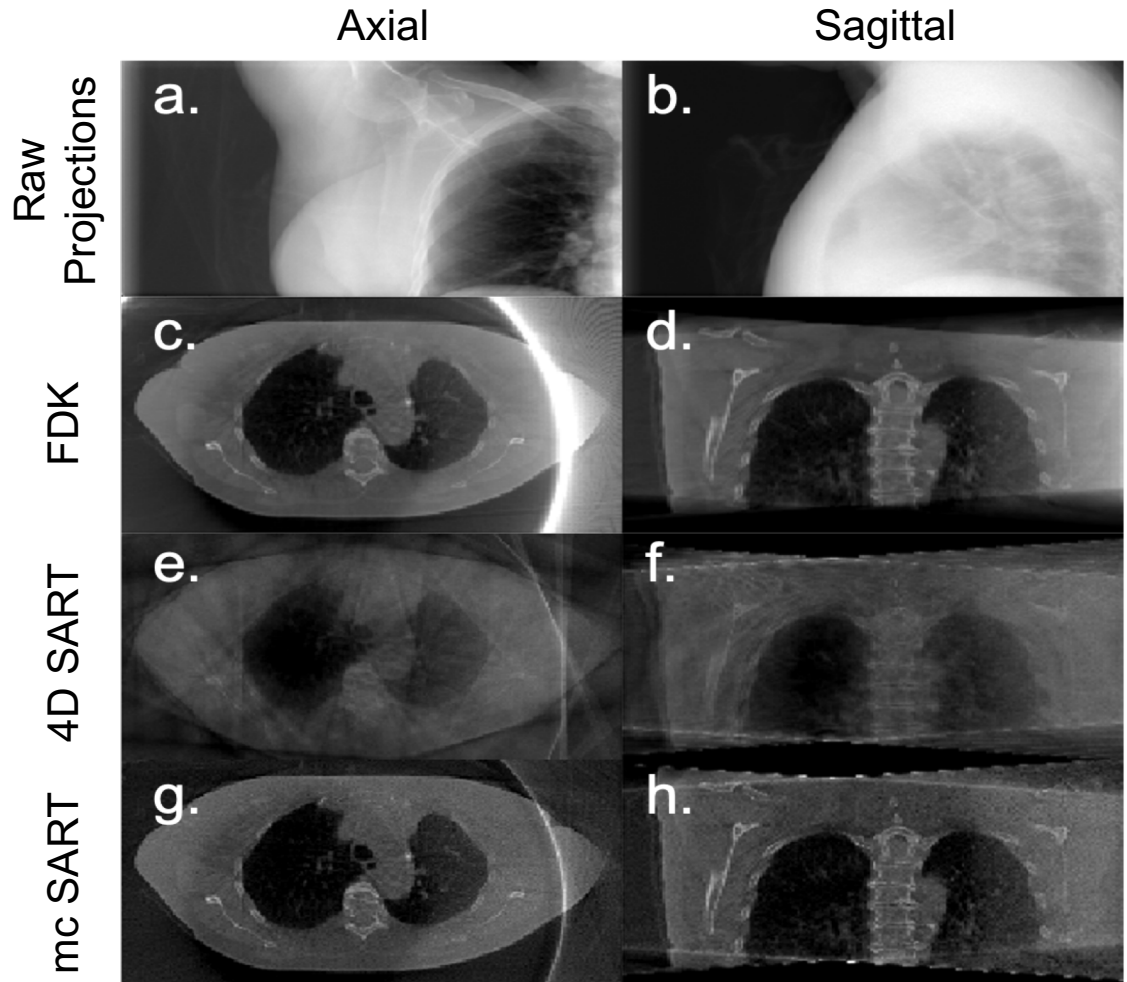 Axial
Sagittal
Raw
Projections
a.
b.
FDK
c.
d.
4D SART
e.
f.
mc SART
g.
h.